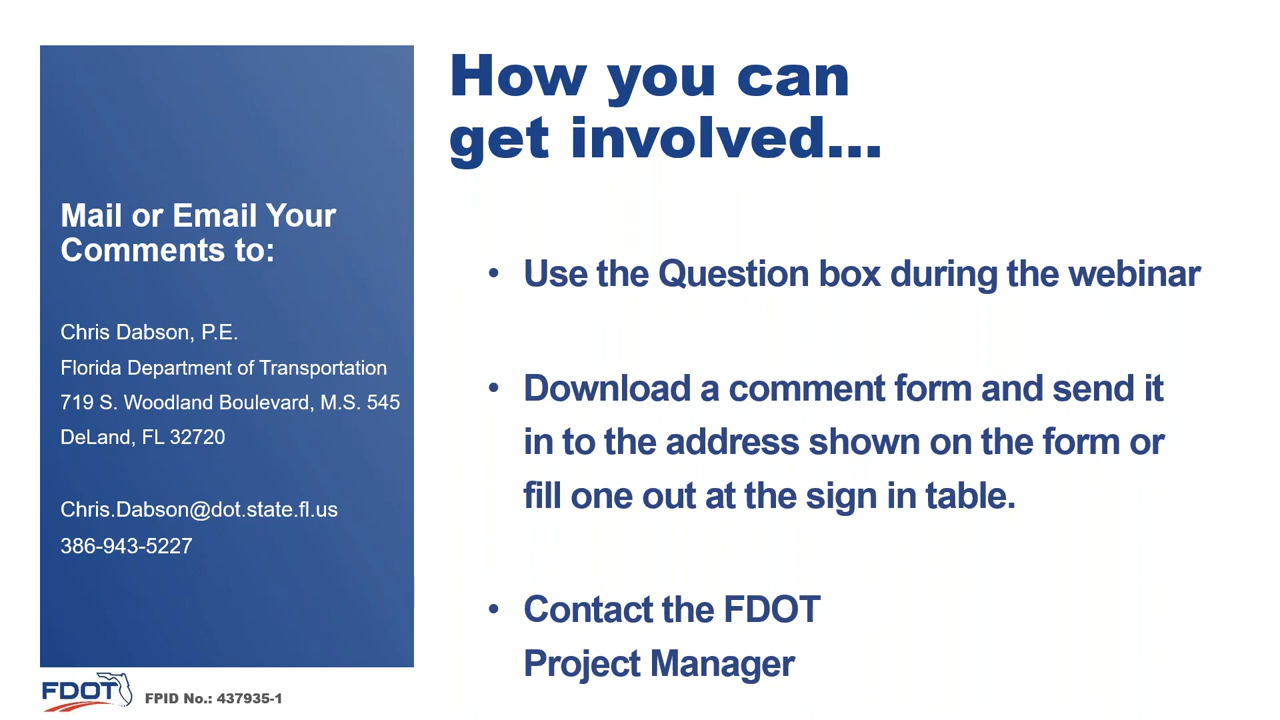 How you can
get involved...
Mail or Email Your
Comments to:
Chris Dabson, P.E.
Florida Department of Transportation
719 S. Woodland Boulevard, M.S. 545
DeLand, FL 32720
Chris.Dabson@dot.state.fl.us
386-943-5227
• Use the Question box during the webinar
• Download a comment form and send it
in to the address shown on the form or
fill one out at the sign in table.
• Contact the FDOT
Project Manager
FDOT
FPID No.: 437935-1